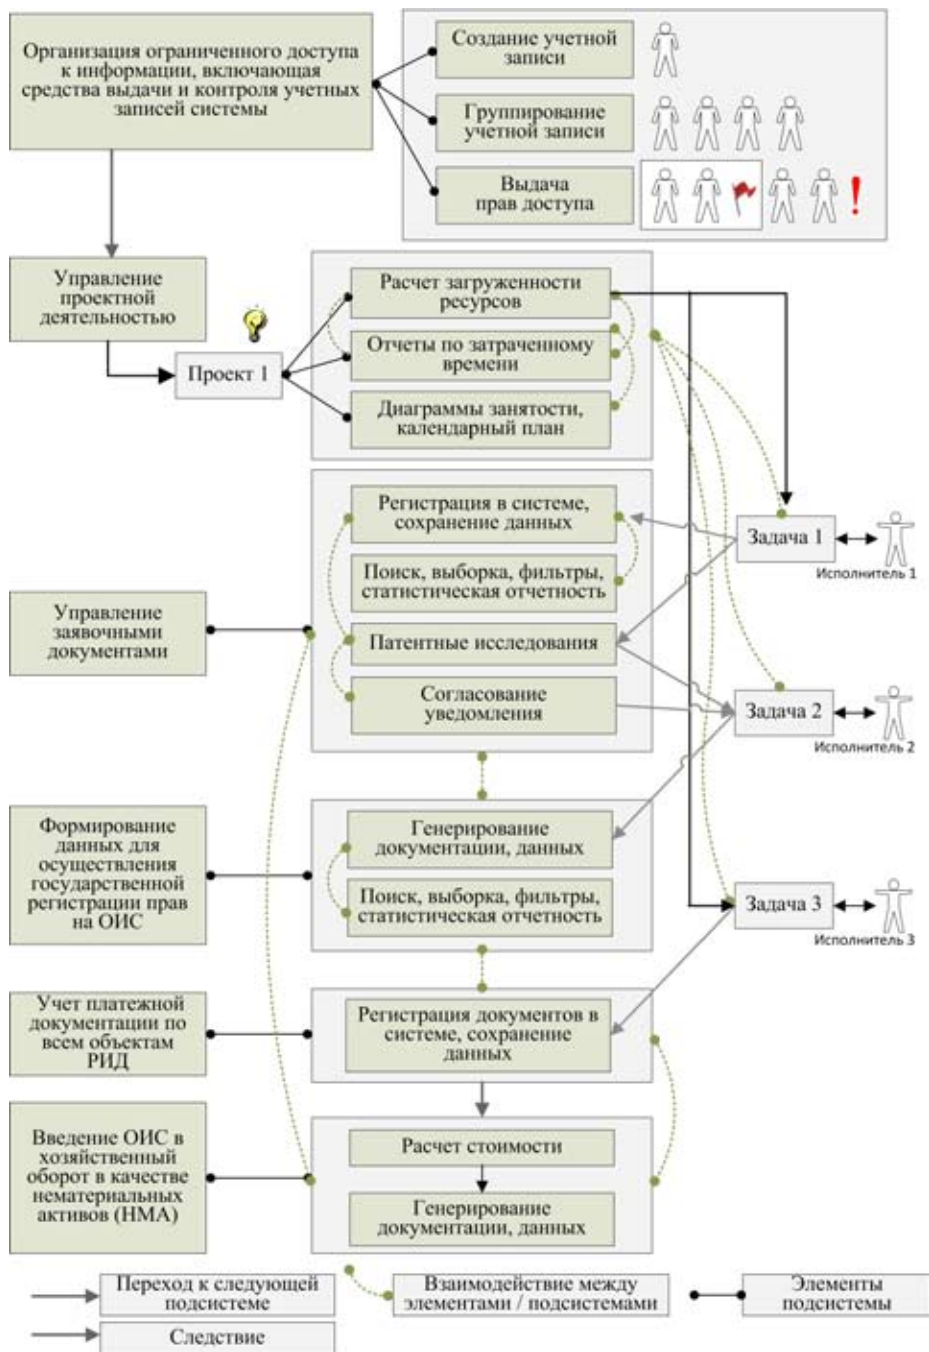 Организация ограниченного доступа
к информации, включающая
средства выдачи и контроля учетных
записей системы
Создание учетной
записи
Группирование
учетной записи
Выдача
прав доступа
!
Управление
проектной
деятельностью
Проект 1
Расчет загруженности
ресурсов
Отчеты по затраченному
времени
Диаграммы занятости,
календарный план
Регистрация в системе,
сохранение данных
Поиск, выборка, фильтры,
статистическая отчетность
Патентные исследования
Согласование
уведомления
Задача 1
Исполнитель 1
Управление
заявочными
документами
Задача 2
Исполнитель 2
Формирование
данных для
осуществления
государственной
регистрации прав
на ОИС
Генерирование
документации, данных
Поиск, выборка, фильтры,
статистическая отчетность
Задача 3
Исполнитель 3
Учет платежной
документации по
всем объектам
РИД
Регистрация документов в
системе, сохранение
данных
Введение ОИС в
хозяйственный
оборот в качестве
нематериальных
активов (НМА)
Расчет стоимости
Генерирование
документации, данных
Переход к следующей
подсистеме
Взаимодействие между
элементами / подсистемами
Элементы
подсистемы
Следствие